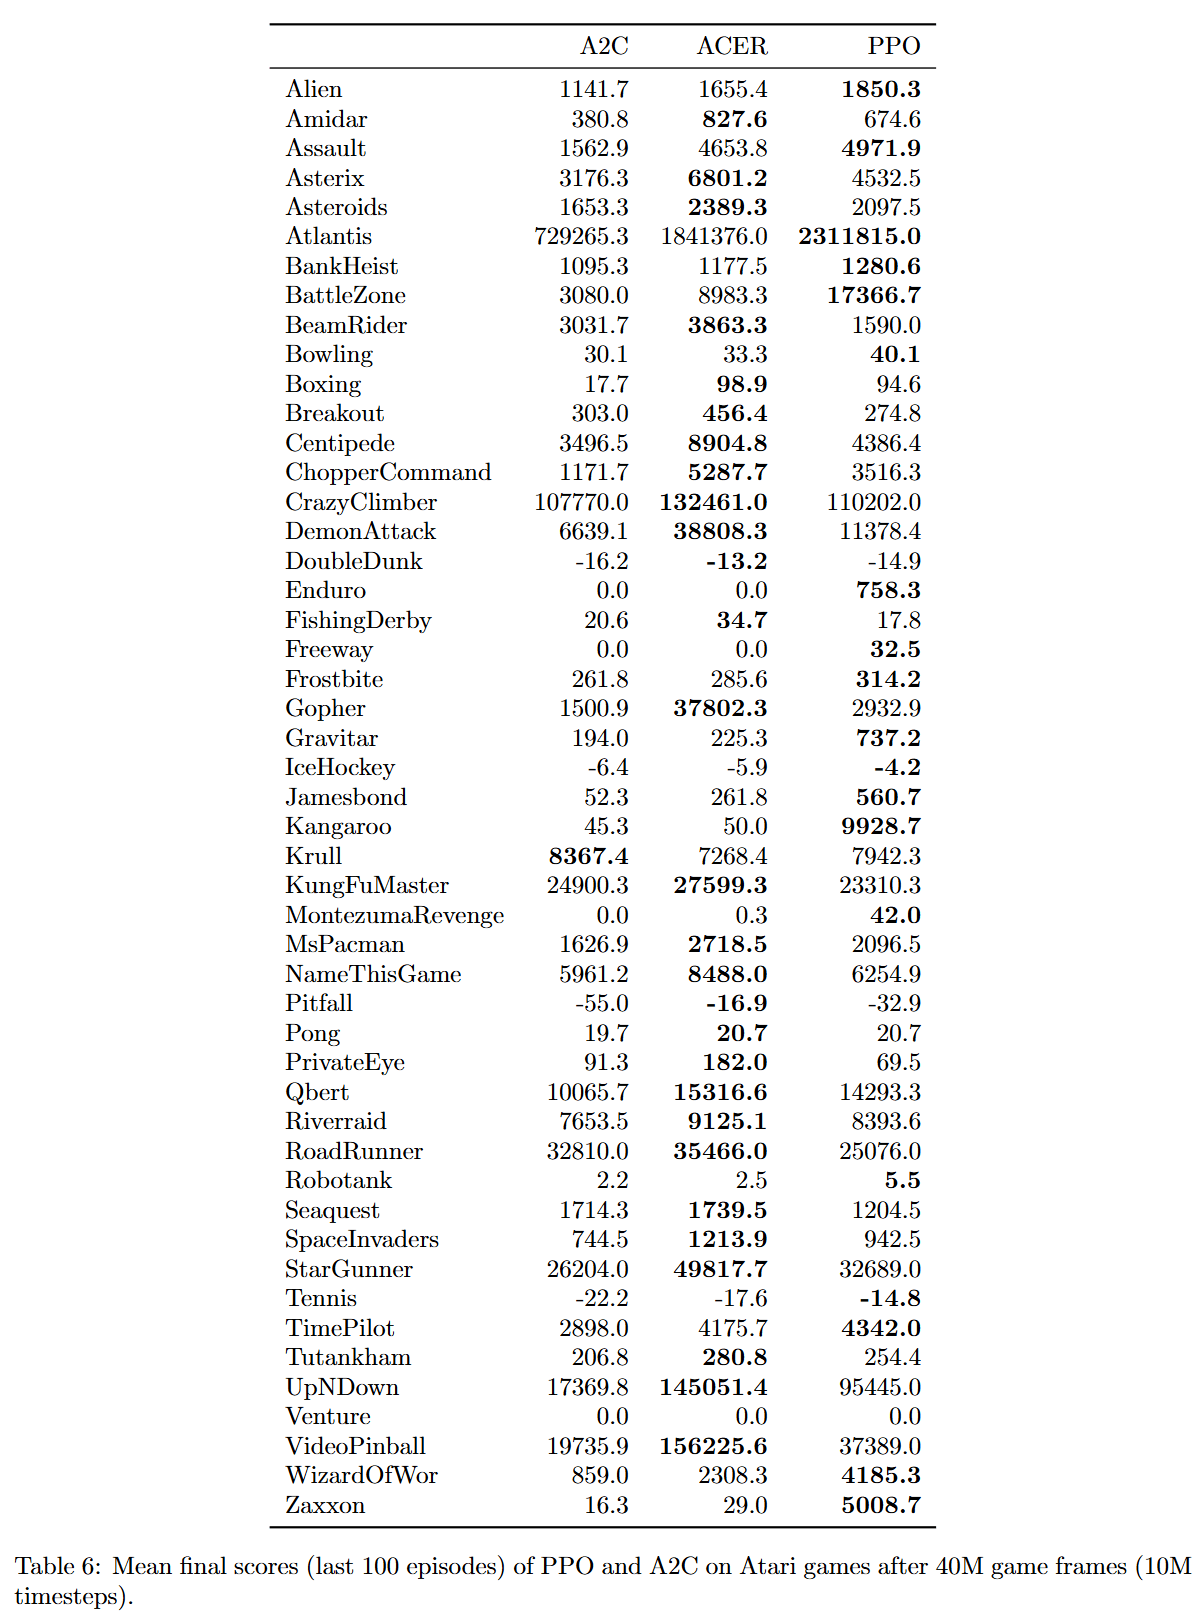 A2C ACER PPO
Alien 1141.7 1655.4 1850.3
Amidar 380.8 827.6 674.6
Assault 1562.9 4653.8 4971.9
Asterix 3176.3 6801.2 4532.5
Asteroids 1653.3 2389.3 2097.5
Atlantis 729265.3 1841376.0 2311815.0
BankHeist 1095.3 1177.5 1280.6
BattleZone 3080.0 8983.3 17366.7
BeamRider 3031.7 3863.3 1590.0
Bowling 30.1 33.3 40.1
Boxing 17.7 98.9 94.6
Breakout 303.0 456.4 274.8
Centipede 3496.5 8904.8 4386.4
ChopperCommand 1171.7 5287.7 3516.3
CrazyClimber 107770.0 132461.0 110202.0
DemonAttack 6639.1 38808.3 11378.4
DoubleDunk -16.2 -13.2 -14.9
Enduro 0.0 0.0 758.3
FishingDerby 20.6 34.7 17.8
Freeway 0.0 0.0 32.5
Frostbite 261.8 285.6 314.2
Gopher 1500.9 37802.3 2932.9
Gravitar 194.0 225.3 737.2
IceHockey -6.4 -5.9 -4.2
Jamesbond 52.3 261.8 560.7
Kangaroo 45.3 50.0 9928.7
Krull 8367.4 7268.4 7942.3
KungFuMaster 24900.3 27599.3 23310.3
MontezumaRevenge 0.0 0.3 42.0
MsPacman 1626.9 2718.5 2096.5
NameThisGame 5961.2 8488.0 6254.9
Pitfall -55.0 -16.9 -32.9
Pong 19.7 20.7 20.7
PrivateEye 91.3 182.0 69.5
Qbert 10065.7 15316.6 14293.3
Riverraid 7653.5 9125.1 8393.6
RoadRunner 32810.0 35466.0 25076.0
Robotank 2.2 2.5 5.5
Seaquest 1714.3 1739.5 1204.5
SpaceInvaders 744.5 1213.9 942.5
StarGunner 26204.0 49817.7 32689.0
Tennis -22.2 -17.6 -14.8
TimePilot 2898.0 4175.7 4342.0
Tutankham 206.8 280.8 254.4
UpNDown 17369.8 145051.4 95445.0
Venture 0.0 0.0 0.0
VideoPinball 19735.9 156225.6 37389.0
WizardOfWor 859.0 2308.3 4185.3
Zaxxon 16.3 29.0 5008.7
Table 6: Mean final scores (last 100 episodes) of PPO and A2C on Atari games after 40M game frames (10M
timesteps).